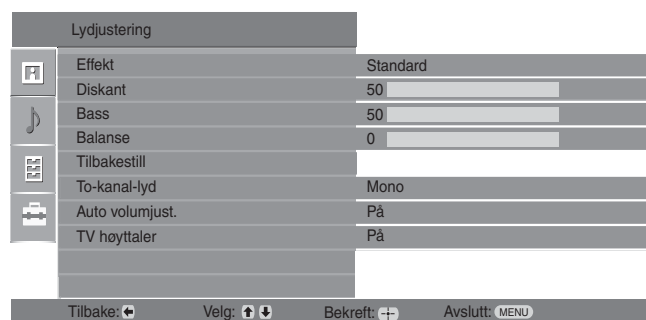 Lydjustering
Effekt Standard
Diskant 50
Bass 50
Balanse 0
Tilbakestill
To-kanal-lyd Mono
Auto volumjust. På
TV høyttaler På
Tilbake: Velg: Bekreft: Avslutt: MENU